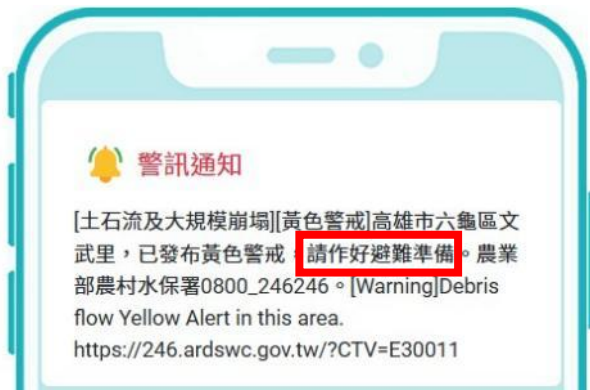 警訊通知
[土石流及大規模崩塌][黃色警戒]高雄市六龜區文
武里，已發布黃色警戒，請作好避難準備。農業
部農村水保署0800_246246。[Warning]Debris
flow Yellow Alert in this area.
https://246.ardswc.gov.tw/?CTV=E30011